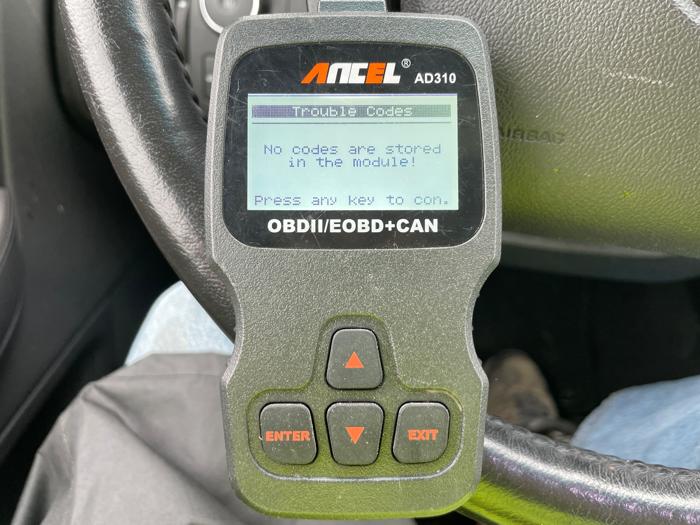 ANCEL®
AD310
Trouble Codes
No codes are stored
in the module!
Press any key to con.
OBDII/EOBD+CAN
AIRBAG
ENTER
EXIT